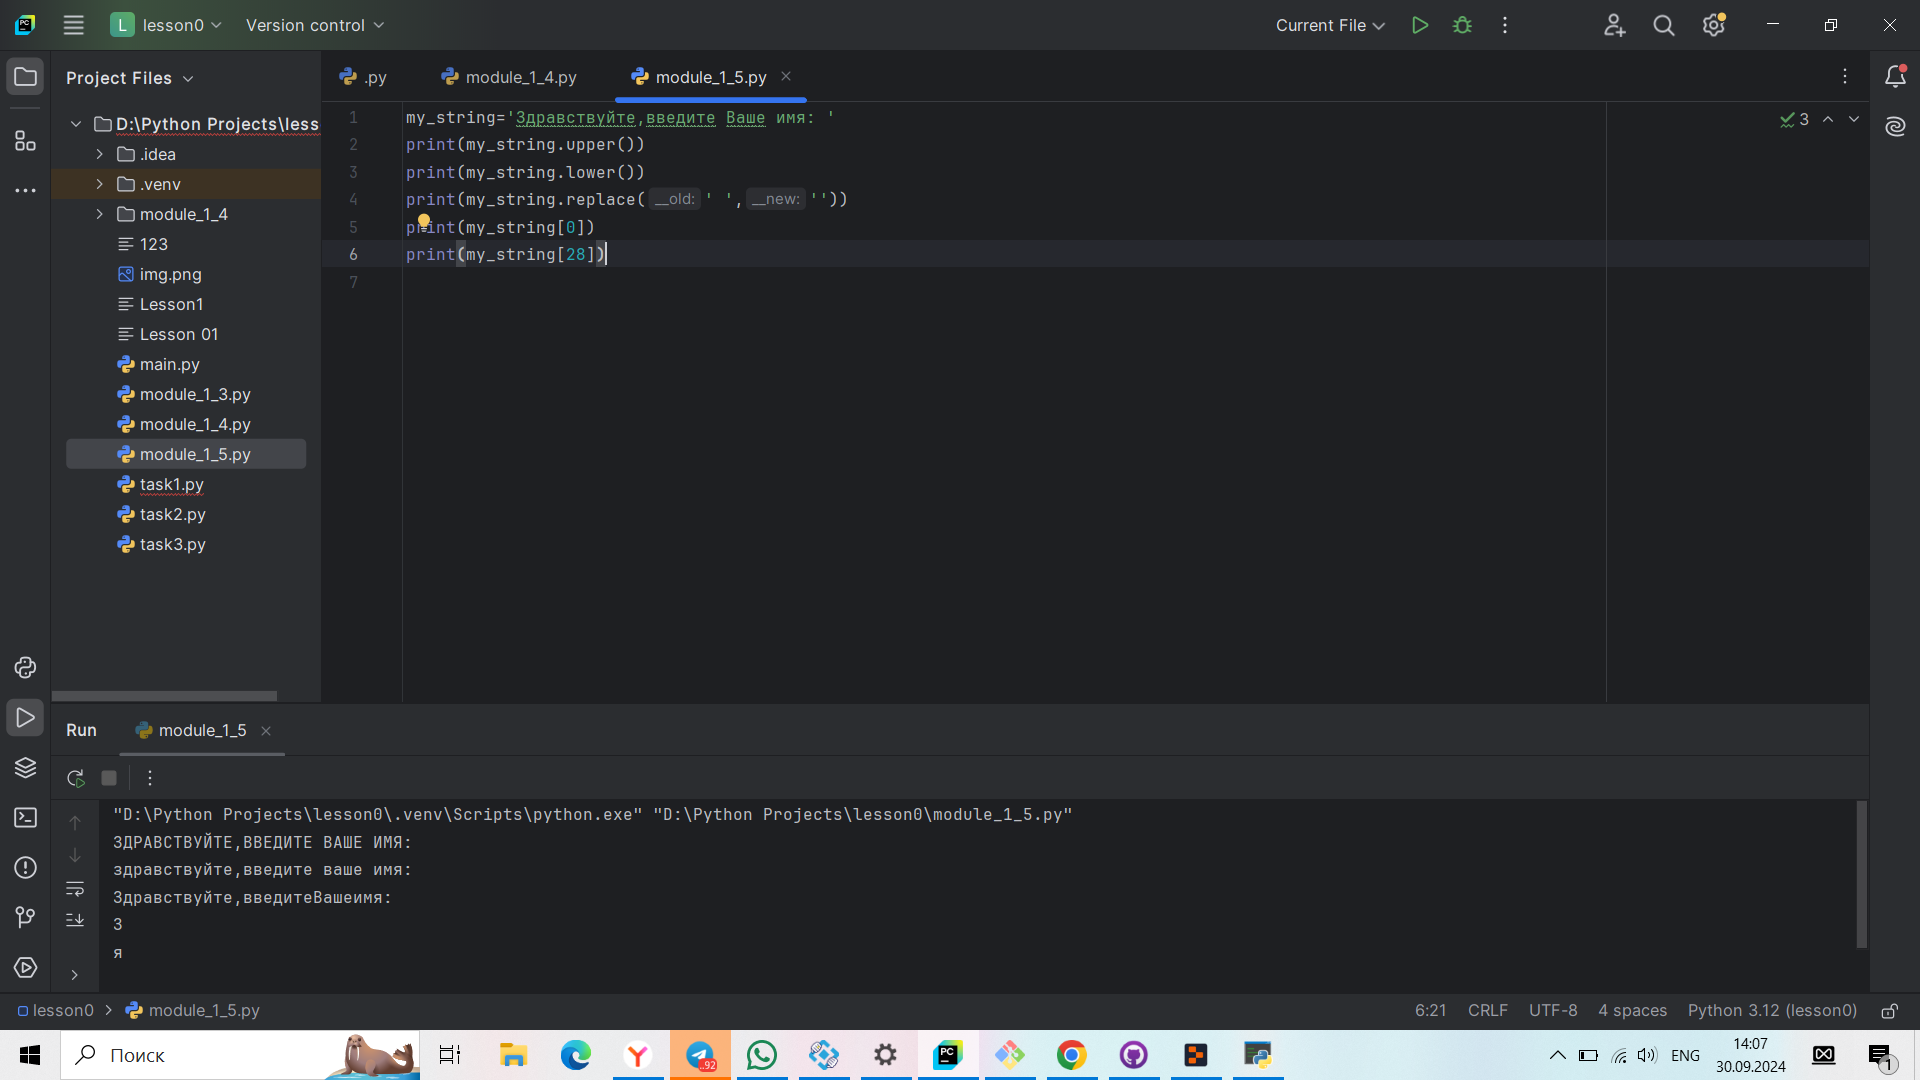 L lesson0 Version control Current File
Project Files
.py module_1_4.py module_1_5.py
D:\Python Projects\less
.idea
.venv
module_1_4
123
img.png
Lesson1
Lesson 01
main.py
module_1_3.py
module_1_4.py
module_1_5.py
task1.py
task2.py
task3.py
1 my_string='Здравствуйте,введите Ваше имя: '
2 print(my_string.upper())
3 print(my_string.lower())
4 print(my_string.replace( __old: ' ', __new: ''))
5 print(my_string[0])
6 print(my_string[28])
7
3
Run module_1_5
"D:\Python Projects\lesson0\.venv\Scripts\python.exe" "D:\Python Projects\lesson0\module_1_5.py"
ЗДРАВСТВУЙТЕ,ВВЕДИТЕ ВАШЕ ИМЯ:
здравствуйте,введите ваше имя:
Здравствуйте,введитеВашеимя:
З
я
lesson0 module_1_5.py 6:21 CRLF UTF-8 4 spaces Python 3.12 (lesson0)
Поиск
PC
..92
PC
ENG
14:07
30.09.2024
1